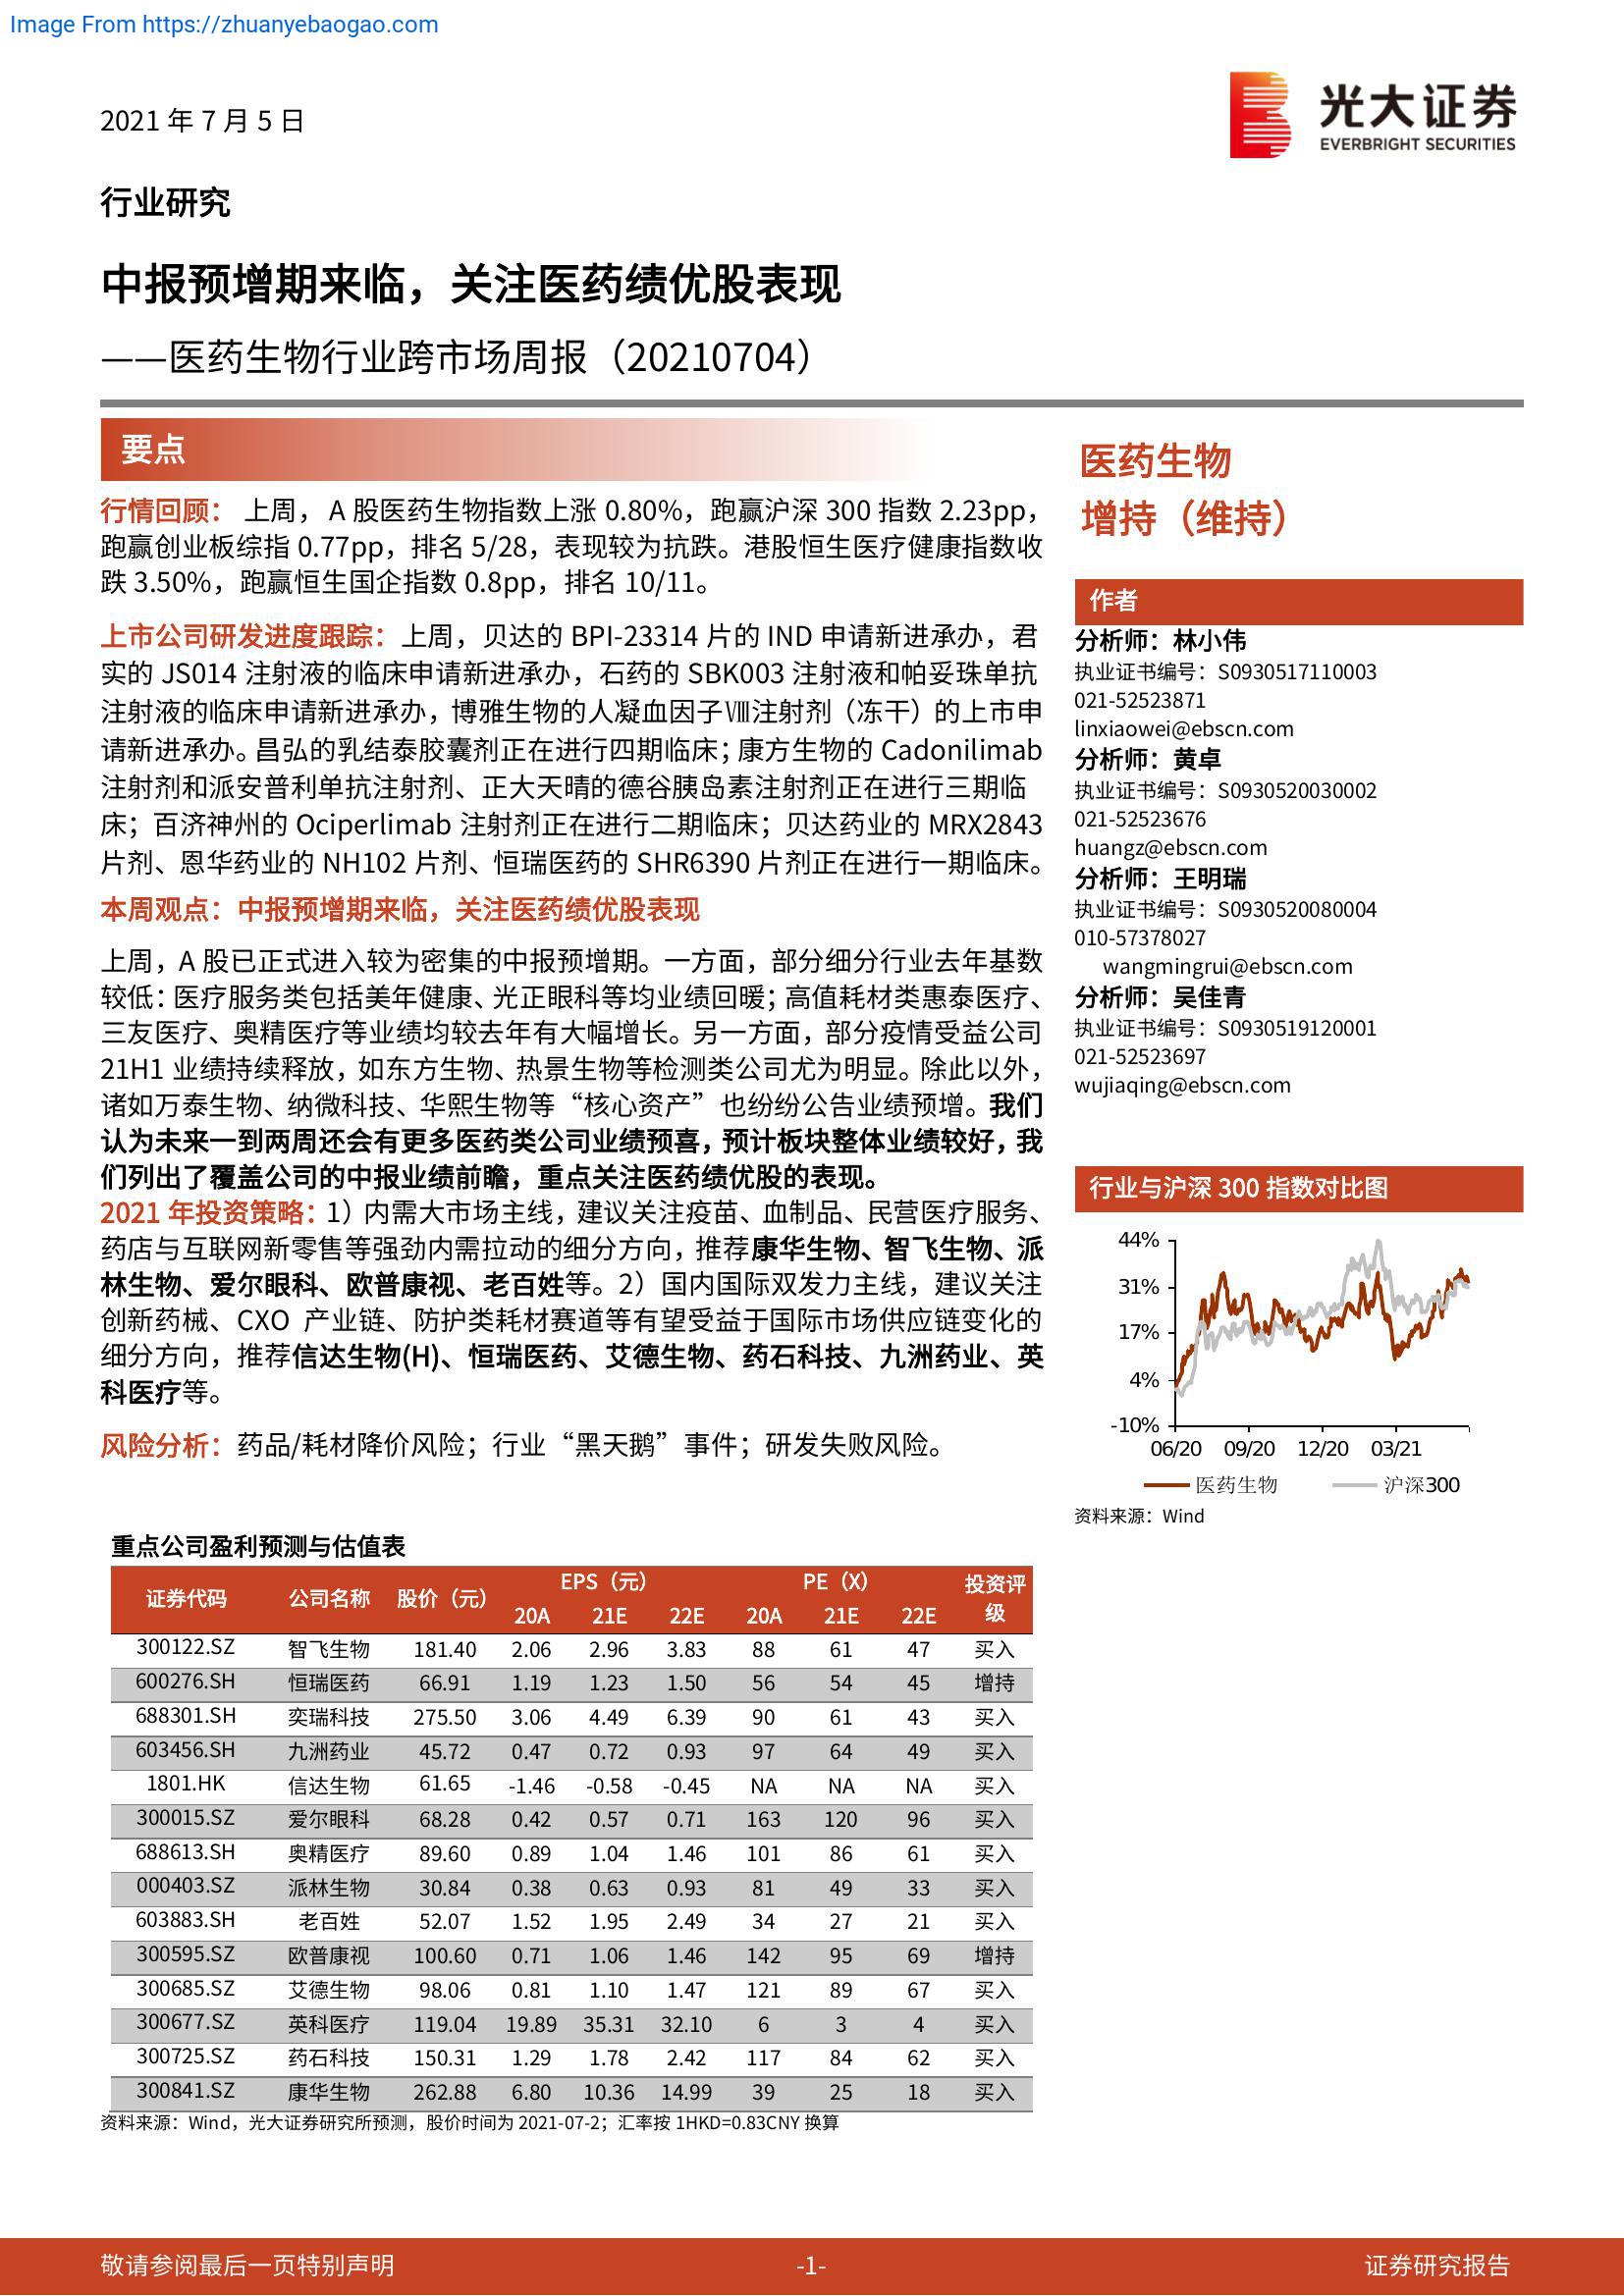 Image From https://zhuanyebaogao.com
2021 年 7 月 5 日
光大证券
EVERBRIGHT SECURITIES
行业研究
中报预增期来临，关注医药绩优股表现
——医药生物行业跨市场周报（20210704）
要点
行情回顾： 上周，A 股医药生物指数上涨 0.80%，跑赢沪深 300 指数 2.23pp，
跑赢创业板综指 0.77pp，排名 5/28，表现较为抗跌。港股恒生医疗健康指数收
跌 3.50%，跑赢恒生国企指数 0.8pp，排名 10/11。
上市公司研发进度跟踪：上周，贝达的 BPI-23314 片的 IND 申请新进承办，君
实的 JS014 注射液的临床申请新进承办，石药的 SBK003 注射液和帕妥珠单抗
注射液的临床申请新进承办，博雅生物的人凝血因子Ⅷ注射剂（冻干）的上市申
请新进承办。昌弘的乳结泰胶囊剂正在进行四期临床；康方生物的 Cadonilimab
注射剂和派安普利单抗注射剂、正大天晴的德谷胰岛素注射剂正在进行三期临
床；百济神州的 Ociperlimab 注射剂正在进行二期临床；贝达药业的 MRX2843
片剂、恩华药业的 NH102 片剂、恒瑞医药的 SHR6390 片剂正在进行一期临床。
本周观点：中报预增期来临，关注医药绩优股表现
上周，A 股已正式进入较为密集的中报预增期。一方面，部分细分行业去年基数
较低：医疗服务类包括美年健康、光正眼科等均业绩回暖；高值耗材类惠泰医疗、
三友医疗、奥精医疗等业绩均较去年有大幅增长。另一方面，部分疫情受益公司
21H1 业绩持续释放，如东方生物、热景生物等检测类公司尤为明显。除此以外，
诸如万泰生物、纳微科技、华熙生物等“核心资产”也纷纷公告业绩预增。我们
认为未来一到两周还会有更多医药类公司业绩预喜，预计板块整体业绩较好，我
们列出了覆盖公司的中报业绩前瞻，重点关注医药绩优股的表现。
2021 年投资策略：1）内需大市场主线，建议关注疫苗、血制品、民营医疗服务、
药店与互联网新零售等强劲内需拉动的细分方向，推荐康华生物、智飞生物、派
林生物、爱尔眼科、欧普康视、老百姓等。2）国内国际双发力主线，建议关注
创新药械、CXO 产业链、防护类耗材赛道等有望受益于国际市场供应链变化的
细分方向，推荐信达生物(H)、恒瑞医药、艾德生物、药石科技、九洲药业、英
科医疗等。
风险分析：药品/耗材降价风险；行业“黑天鹅”事件；研发失败风险。
重点公司盈利预测与估值表
证券代码 公司名称 股价（元） EPS（元） PE（X） 投资评级
20A 21E 22E 20A 21E 22E
300122.SZ 智飞生物 181.40 2.06 2.96 3.83 88 61 47 买入
600276.SH 恒瑞医药 66.91 1.19 1.23 1.50 56 54 45 增持
688301.SH 奕瑞科技 275.50 3.06 4.49 6.39 90 61 43 买入
603456.SH 九洲药业 45.72 0.47 0.72 0.93 97 64 49 买入
1801.HK 信达生物 61.65 -1.46 -0.58 -0.45 NA NA NA 买入
300015.SZ 爱尔眼科 68.28 0.42 0.57 0.71 163 120 96 买入
688613.SH 奥精医疗 89.60 0.89 1.04 1.46 101 86 61 买入
000403.SZ 派林生物 30.84 0.38 0.63 0.93 81 49 33 买入
603883.SH 老百姓 52.07 1.52 1.95 2.49 34 27 21 买入
300595.SZ 欧普康视 100.60 0.71 1.06 1.46 142 95 69 增持
300685.SZ 艾德生物 98.06 0.81 1.10 1.47 121 89 67 买入
300677.SZ 英科医疗 119.04 19.89 35.31 32.10 6 3 4 买入
300725.SZ 药石科技 150.31 1.29 1.78 2.42 117 84 62 买入
300841.SZ 康华生物 262.88 6.80 10.36 14.99 39 25 18 买入
资料来源：Wind，光大证券研究所预测，股价时间为 2021-07-2；汇率按 1HKD=0.83CNY 换算
医药生物
增持（维持）
作者
分析师：林小伟
执业证书编号：S0930517110003
021-52523871
linxiaowei@ebscn.com
分析师：黄卓
执业证书编号：S0930520030002
021-52523676
huangz@ebscn.com
分析师：王明瑞
执业证书编号：S0930520080004
010-57378027
wangmingrui@ebscn.com
分析师：吴佳青
执业证书编号：S0930519120001
021-52523697
wujiaqing@ebscn.com
行业与沪深 300 指数对比图
44%
31%
17%
4%
-10%
06/20 09/20 12/20 03/21
医药生物 沪深300
资料来源：Wind
敬请参阅最后一页特别声明 -1- 证券研究报告